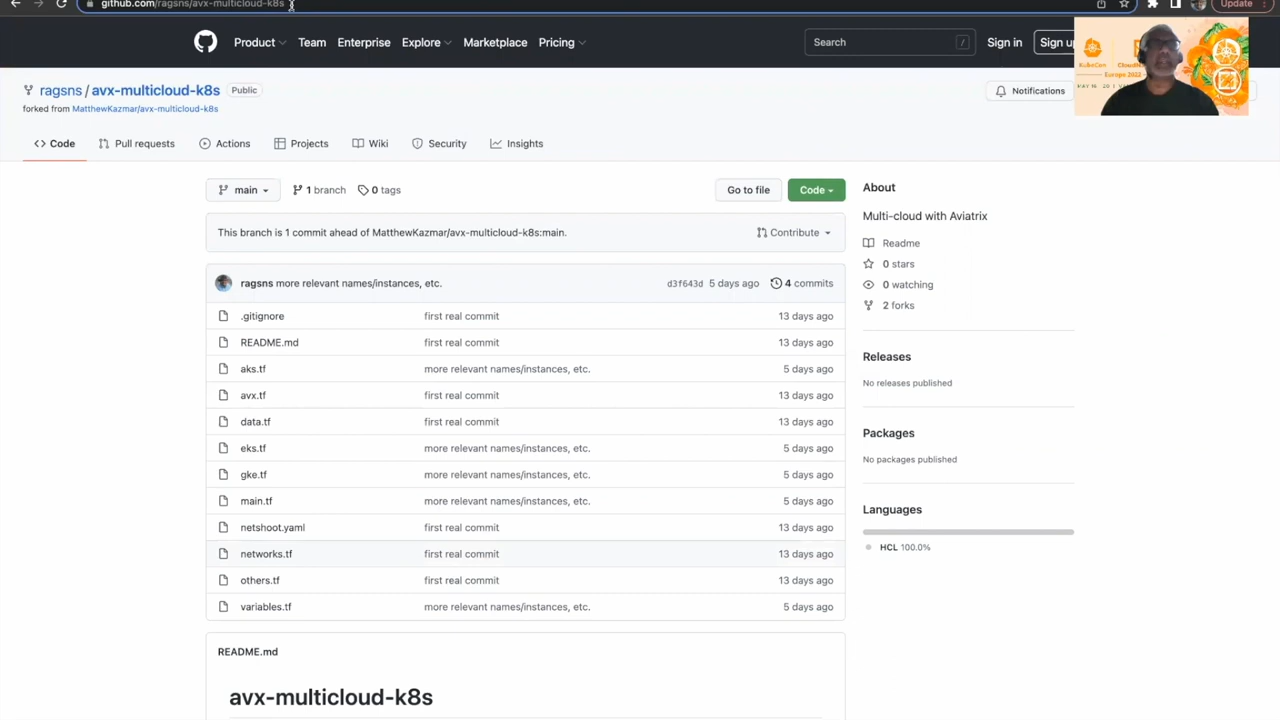 github.com/ragsns/avx-multicloud-k8s
Update
Product
Team
Enterprise
Explore
Marketplace
Pricing
Search
/
Sign in
Sign up
KubeCon
Europe 2022
ragsns / avx-multicloud-k8s
Public
Notifications
forked from MatthewKazmar/avx-multicloud-k8s
Code
Pull requests
Actions
Projects
Wiki
Security
Insights
main
1 branch
0 tags
Go to file
Code
This branch is 1 commit ahead of MatthewKazmar/avx-multicloud-k8s:main.
Contribute
ragsns more relevant names/instances, etc.
d3f643d 5 days ago
4 commits
.gitignore first real commit 13 days ago
README.md first real commit 13 days ago
aks.tf more relevant names/instances, etc. 5 days ago
avx.tf first real commit 13 days ago
data.tf first real commit 13 days ago
eks.tf more relevant names/instances, etc. 5 days ago
gke.tf more relevant names/instances, etc. 5 days ago
main.tf more relevant names/instances, etc. 5 days ago
netshoot.yaml first real commit 13 days ago
networks.tf first real commit 13 days ago
others.tf first real commit 13 days ago
variables.tf more relevant names/instances, etc. 5 days ago
README.md
avx-multicloud-k8s
About
Multi-cloud with Aviatrix
Readme
0 stars
0 watching
2 forks
Releases
No releases published
Packages
No packages published
Languages
HCL 100.0%